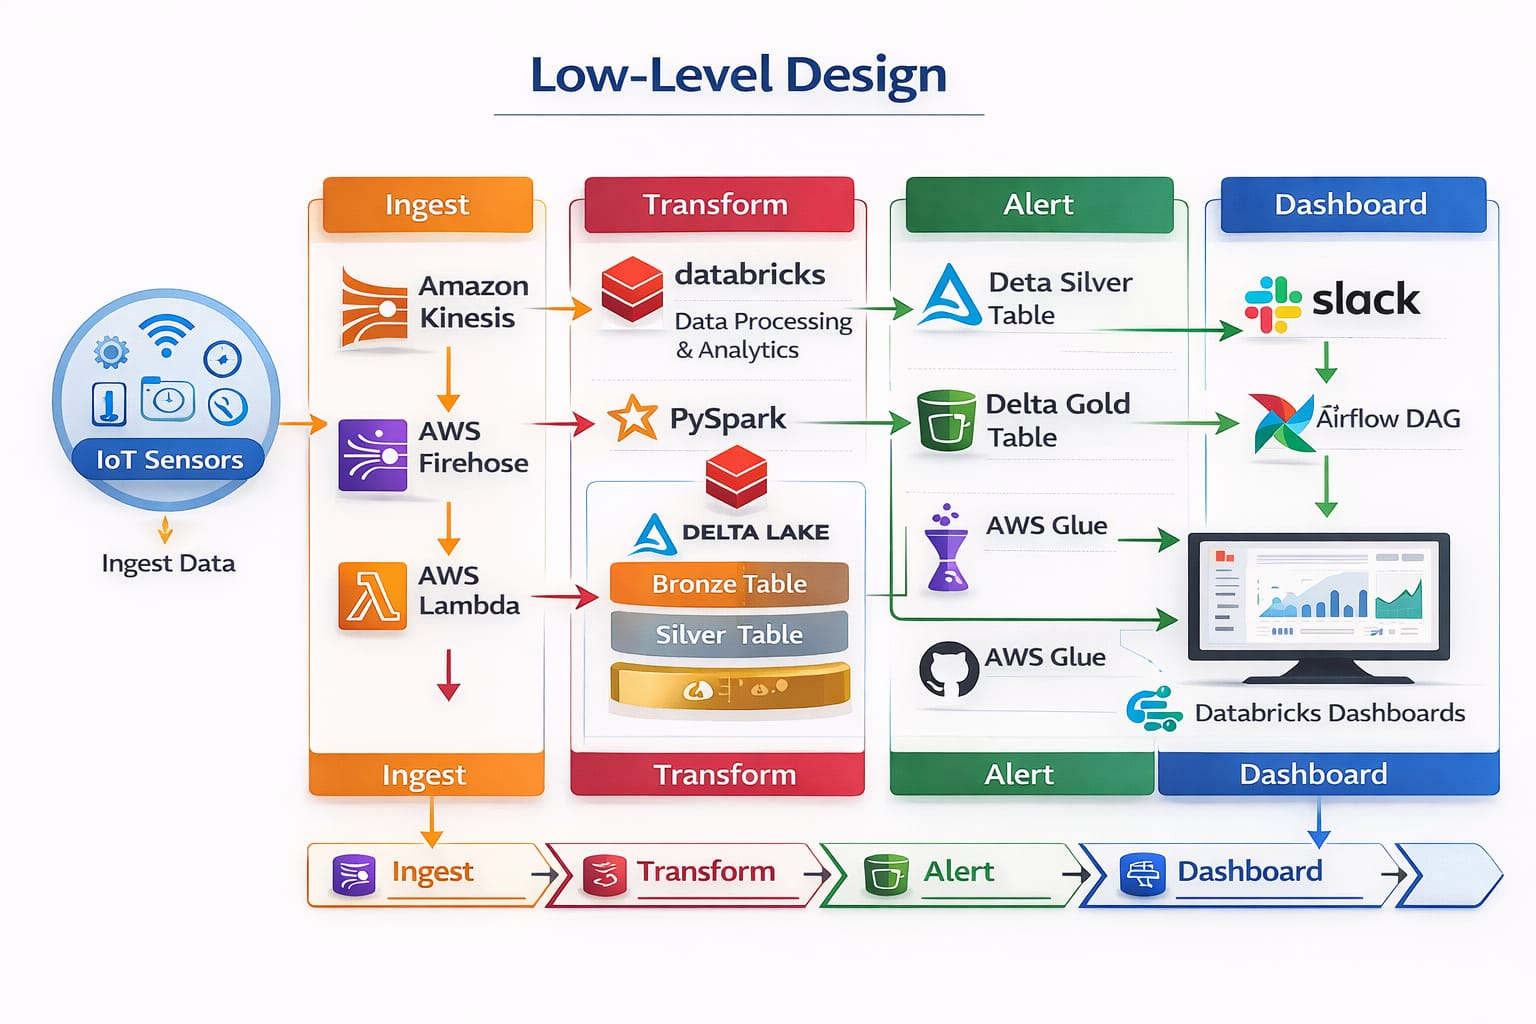 Low-Level Design
Ingest
Transform
Alert
Dashboard
Amazon
Kinesis
databricks
Data Processing
& Analytics
Deta Silver
Table
slack
IoT Sensors
Ingest Data
AWS
Firehose
PySpark
Delta Gold
Table
Airflow DAG
AWS
Lambda
DELTA LAKE
Bronze Table
Silver Table
AWS Glue
AWS Glue
Databricks Dashboards
Ingest
Transform
Alert
Dashboard
Ingest
Transform
Alert
Dashboard